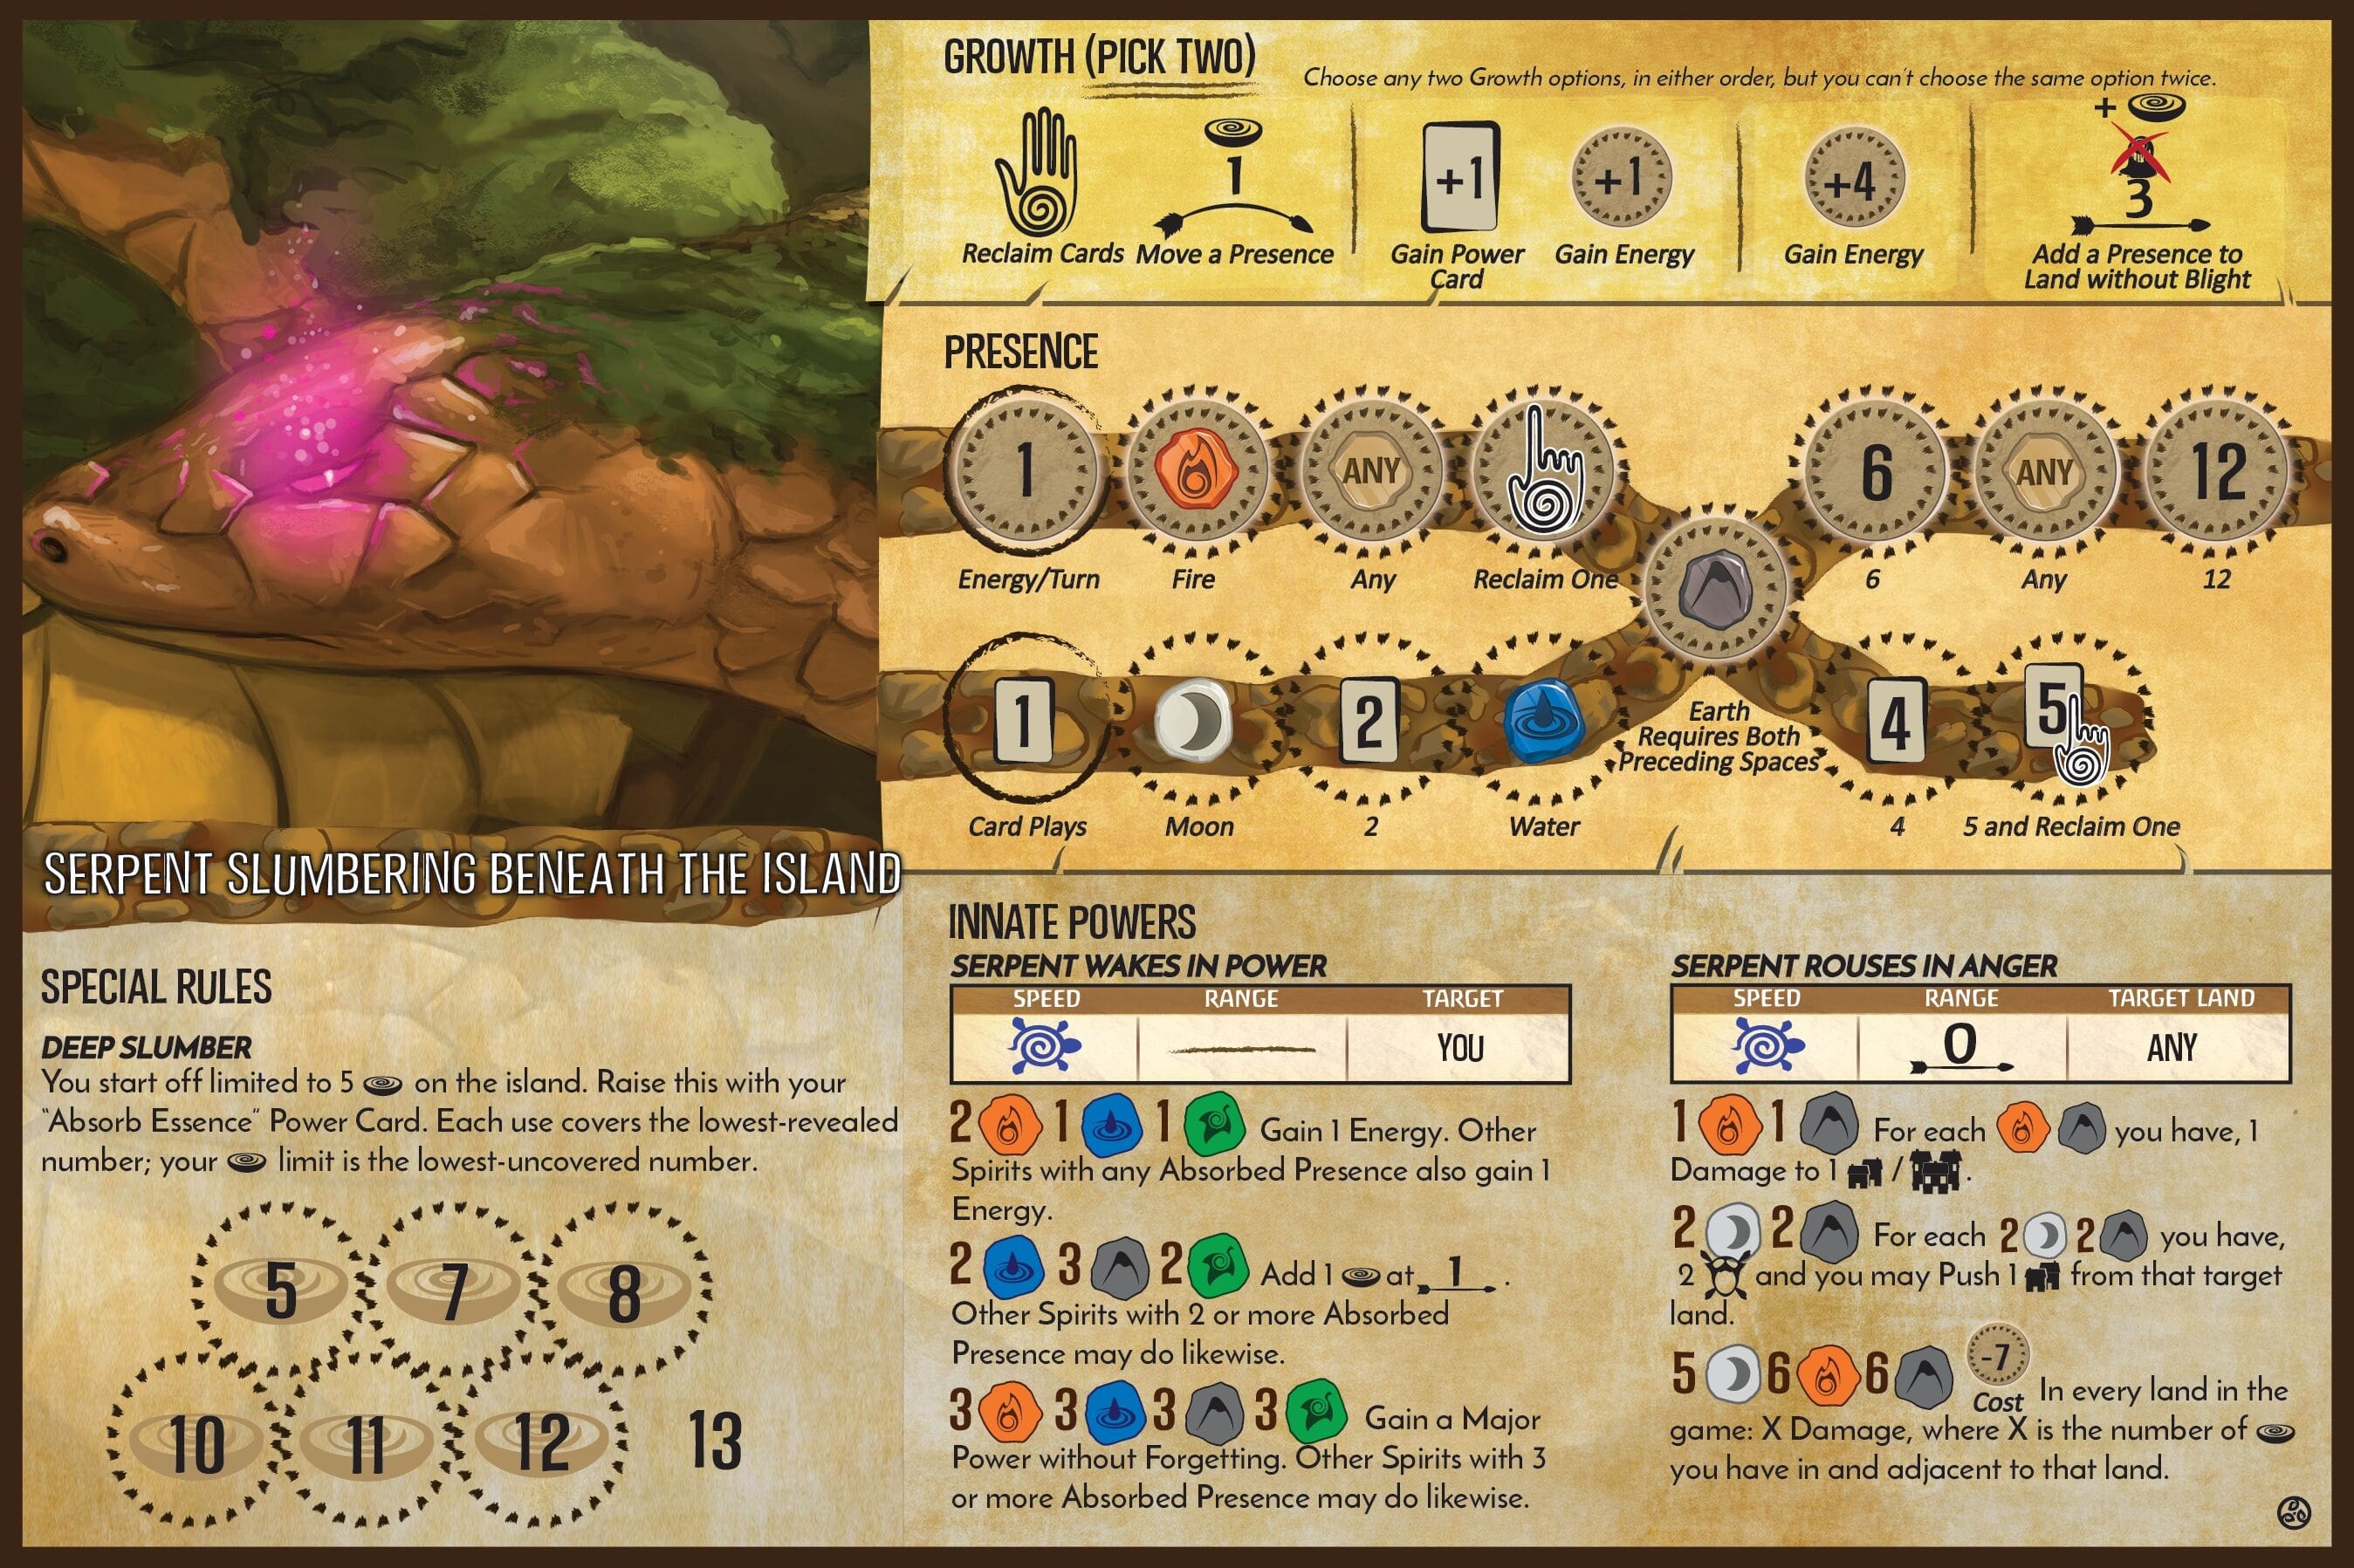 GROWTH (PICK TWO)
Choose any two Growth options, in either order, but you can't choose the same option twice.
+
1
+1
+1
+4
3
Reclaim Cards
Move a Presence
Gain Power
Card
Gain Energy
Gain Energy
Add a Presence to
Land without Blight
PRESENCE
1
ANY
6
ANY
12
Energy/Turn
Fire
Any
Reclaim One
6
Any
12
1
2
4
5
Earth
Requires Both
Preceding Spaces
Card Plays
Moon
2
Water
4
5 and Reclaim One
SERPENT SLUMBERING BENEATH THE ISLAND
SPECIAL RULES
DEEP SLUMBER
You start off limited to 5 on the island. Raise this with your
"Absorb Essence" Power Card. Each use covers the lowest-revealed
number; your limit is the lowest-uncovered number.
5 7 8
10 11 12 13
INNATE POWERS
SERPENT WAKES IN POWER
SPEED RANGE TARGET
YOU
2 1 1 Gain 1 Energy. Other
Spirits with any Absorbed Presence also gain 1
Energy.
2 3 2 Add 1 at 1 .
Other Spirits with 2 or more Absorbed
Presence may do likewise.
3 3 3 3 Gain a Major
Power without Forgetting. Other Spirits with 3
or more Absorbed Presence may do likewise.
SERPENT ROUSES IN ANGER
SPEED RANGE TARGET LAND
0 ANY
1 1 For each you have, 1
Damage to 1 / .
2 2 For each 2 2 you have,
2 and you may Push 1 from that target
land.
5 6 6 -7
Cost In every land in the
game: X Damage, where X is the number of
you have in and adjacent to that land.